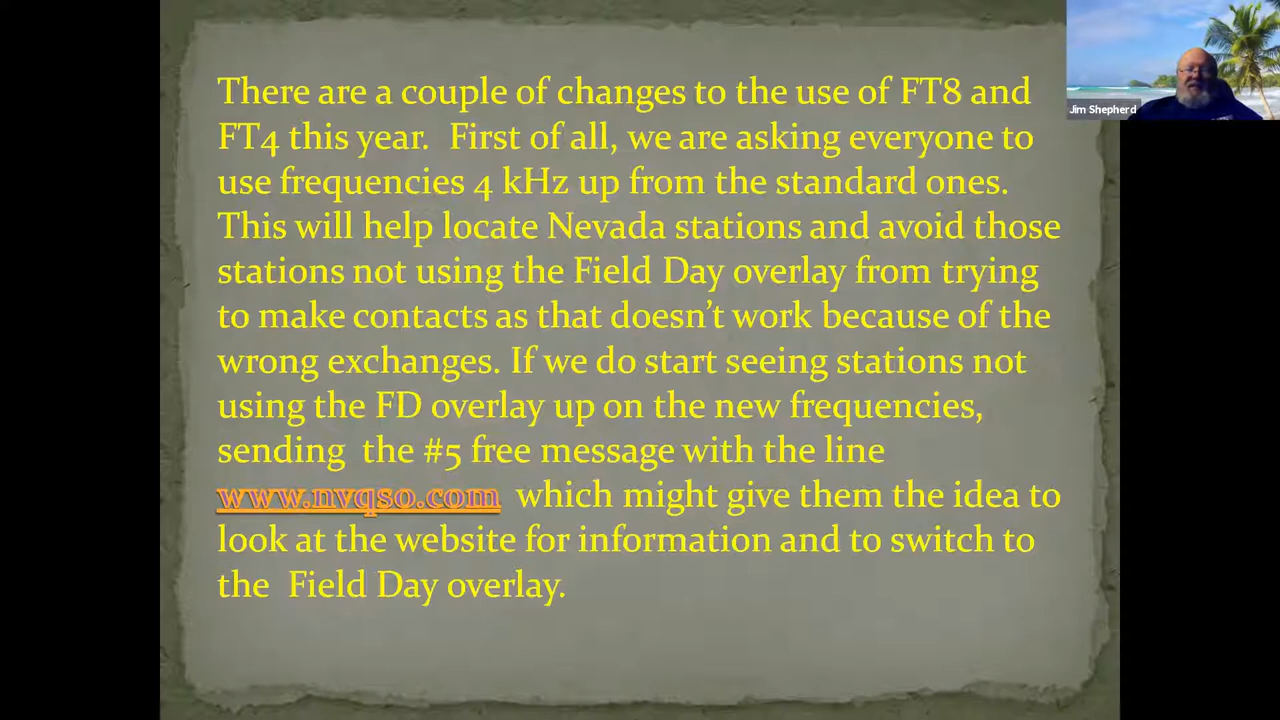 There are a couple of changes to the use of FT8 and
FT4 this year.  First of all, we are asking everyone to
use frequencies 4 kHz up from the standard ones.
This will help locate Nevada stations and avoid those
stations not using the Field Day overlay from trying
to make contacts as that doesn't work because of the
wrong exchanges. If we do start seeing stations not
using the FD overlay up on the new frequencies,
sending  the #5 free message with the line
www.nvqso.com  which might give them the idea to
look at the website for information and to switch to
the  Field Day overlay.
Jim Shepherd